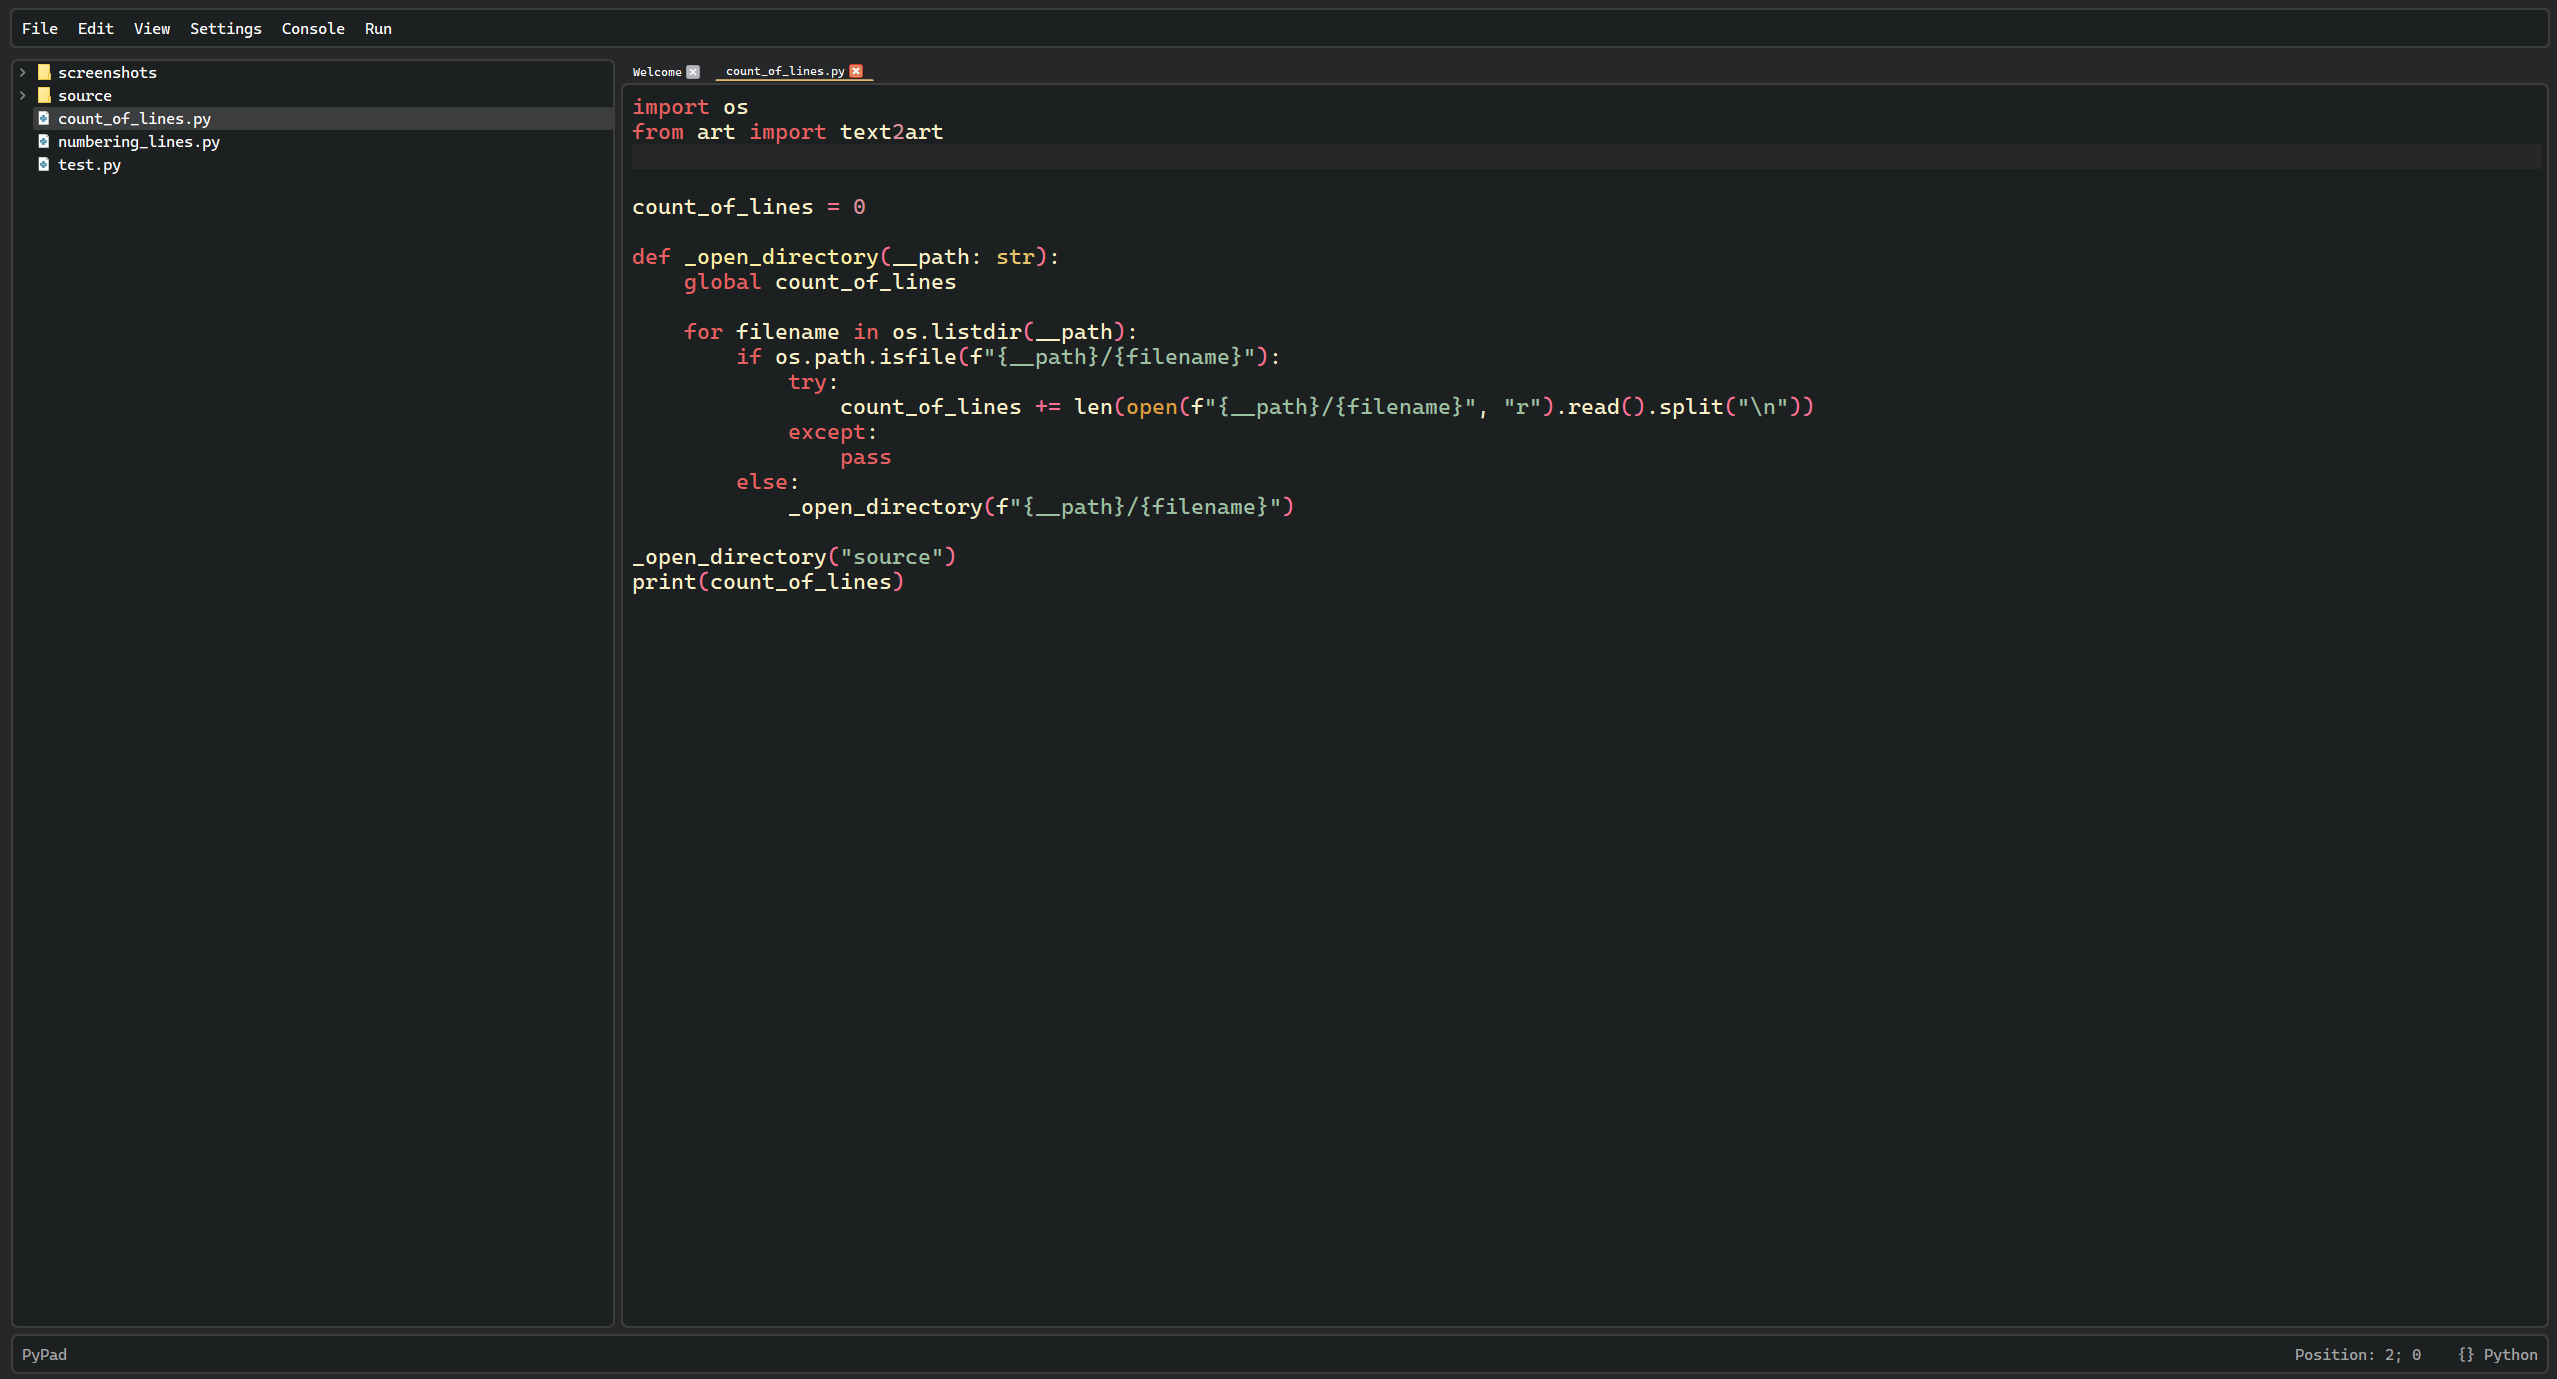 File Edit View Settings Console Run
screenshots
source
count_of_lines.py
numbering_lines.py
test.py
Welcome count_of_lines.py
import os
from art import text2art
count_of_lines = 0
def _open_directory(__path: str):
    global count_of_lines
    for filename in os.listdir(__path):
        if os.path.isfile(f"{__path}/{filename}"):
            try:
                count_of_lines += len(open(f"{__path}/{filename}", "r").read().split("\n"))
            except:
                pass
        else:
            _open_directory(f"{__path}/{filename}")
_open_directory("source")
print(count_of_lines)
PyPad
Position: 2; 0 {} Python